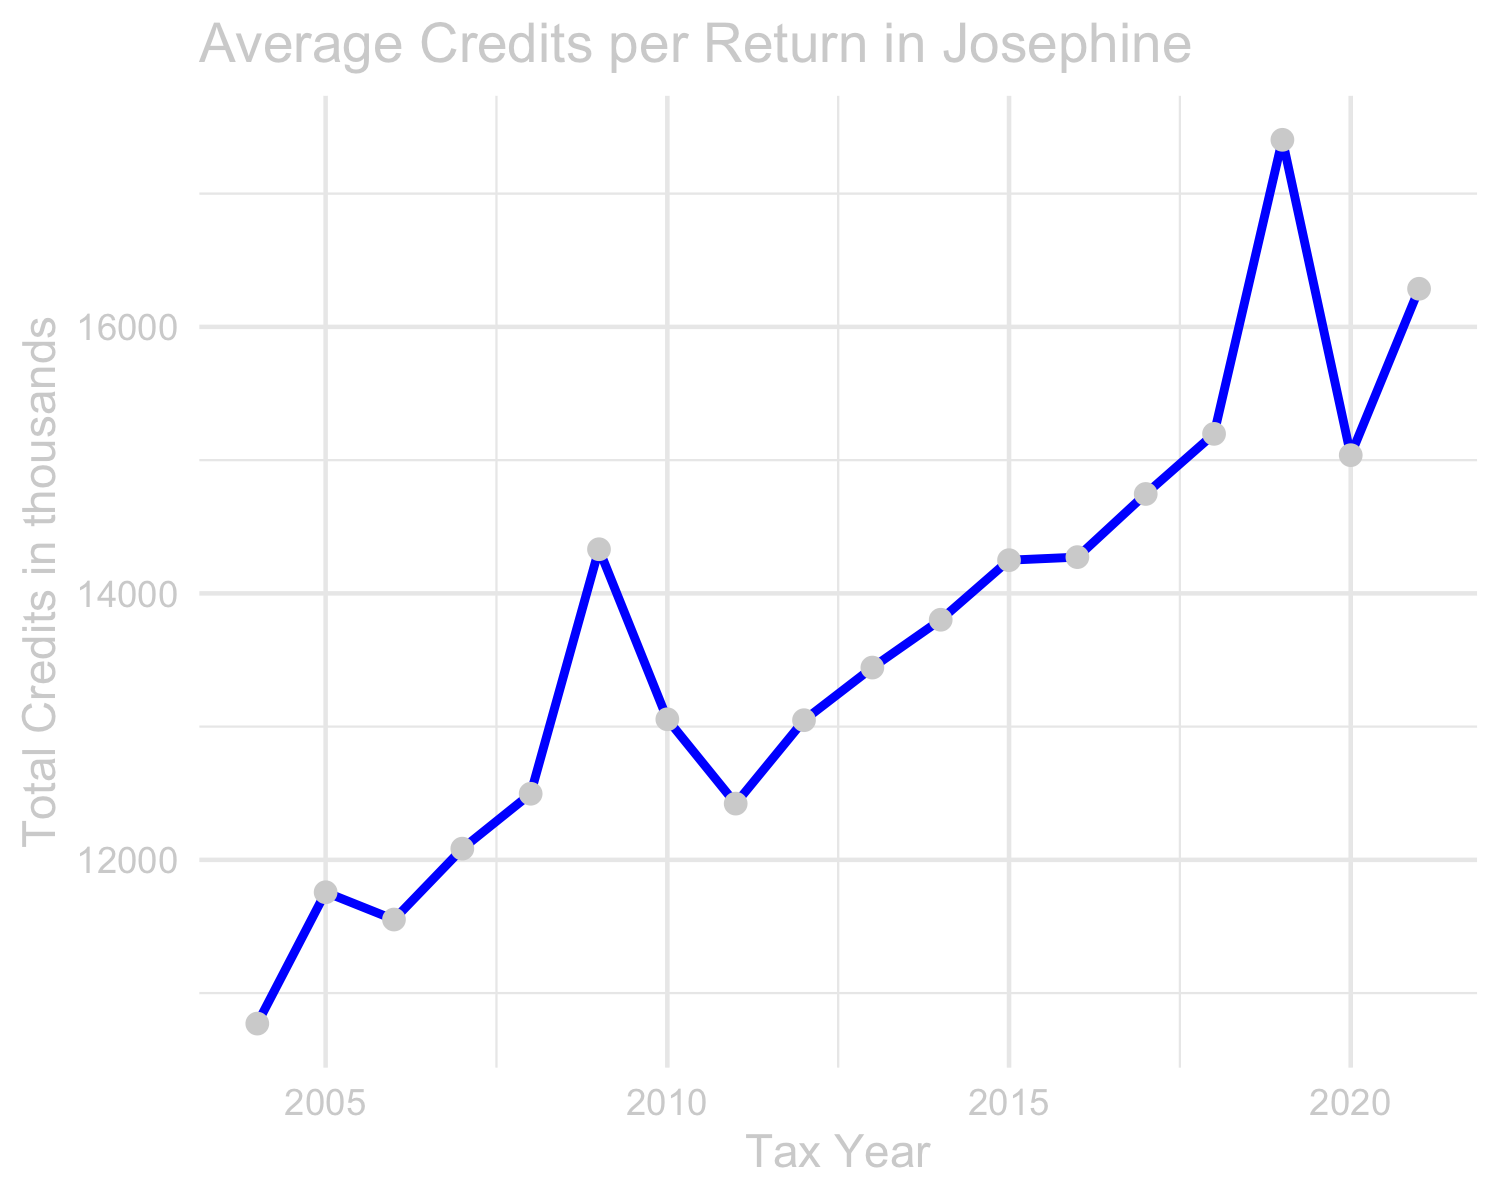 Average Credits per Return in Josephine
Total Credits in thousands
16000
14000
12000
2005
2010
2015
2020
Tax Year